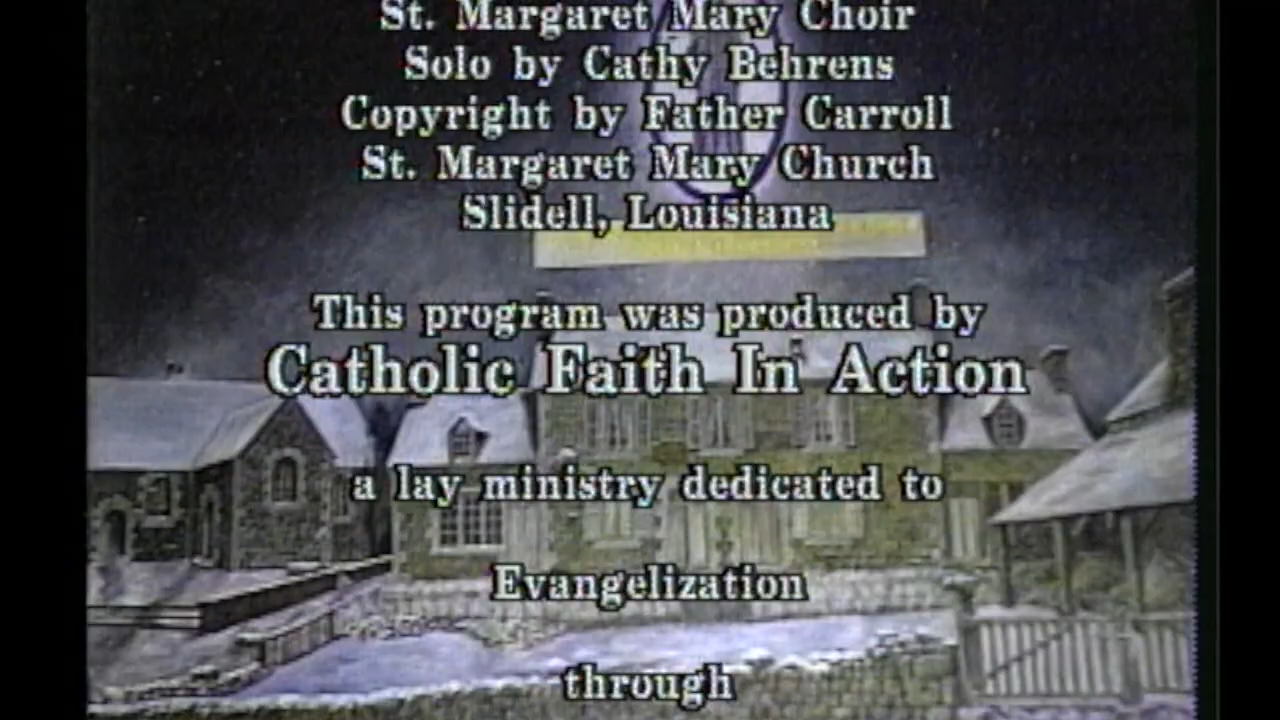 St. Margaret Mary Choir
Solo by Cathy Behrens
Copyright by Father Carroll
St. Margaret Mary Church
Slidell, Louisiana
This program was produced by
Catholic Faith In Action
a lay ministry dedicated to
Evangelization
through